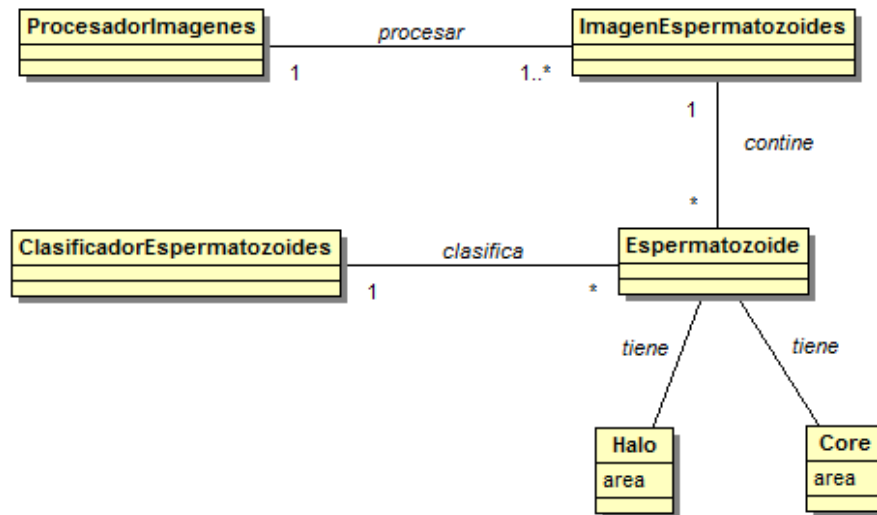 ProcesadorImagenes
procesar
ImagenEspermatozoides
1
1..*
1
contine
*
ClasificadorEspermatozoides
clasifica
Espermatozoide
1
*
tiene
tiene
Halo
area
Core
area